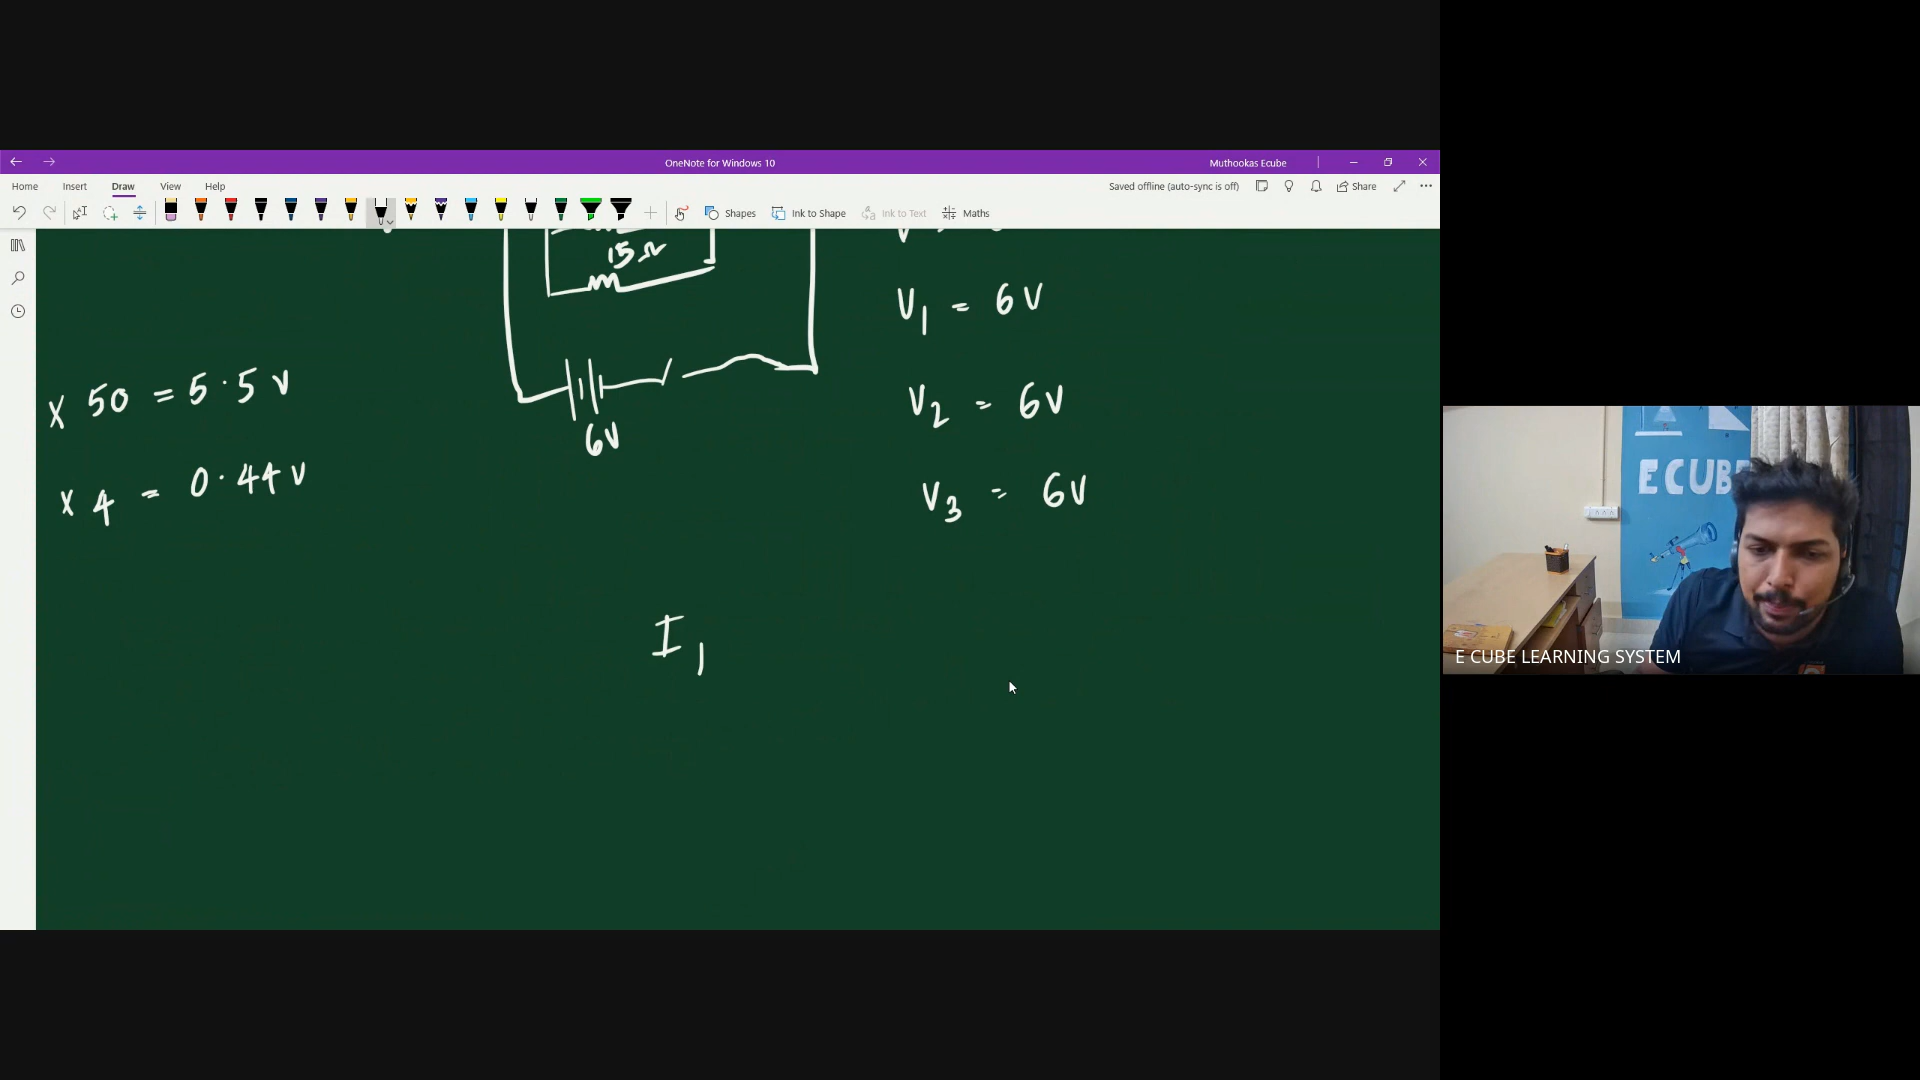 OneNote for Windows 10
Muthookas Ecube
Home Insert Draw View Help
Saved offline (auto-sync is off)
Share
Shapes
Ink to Shape
Ink to Text
Maths
15 Ω
6V
V1 = 6V
V2 = 6V
V3 = 6V
x 50 = 5.5 V
x 4 = 0.44 V
I1
ECUBE
E CUBE LEARNING SYSTEM